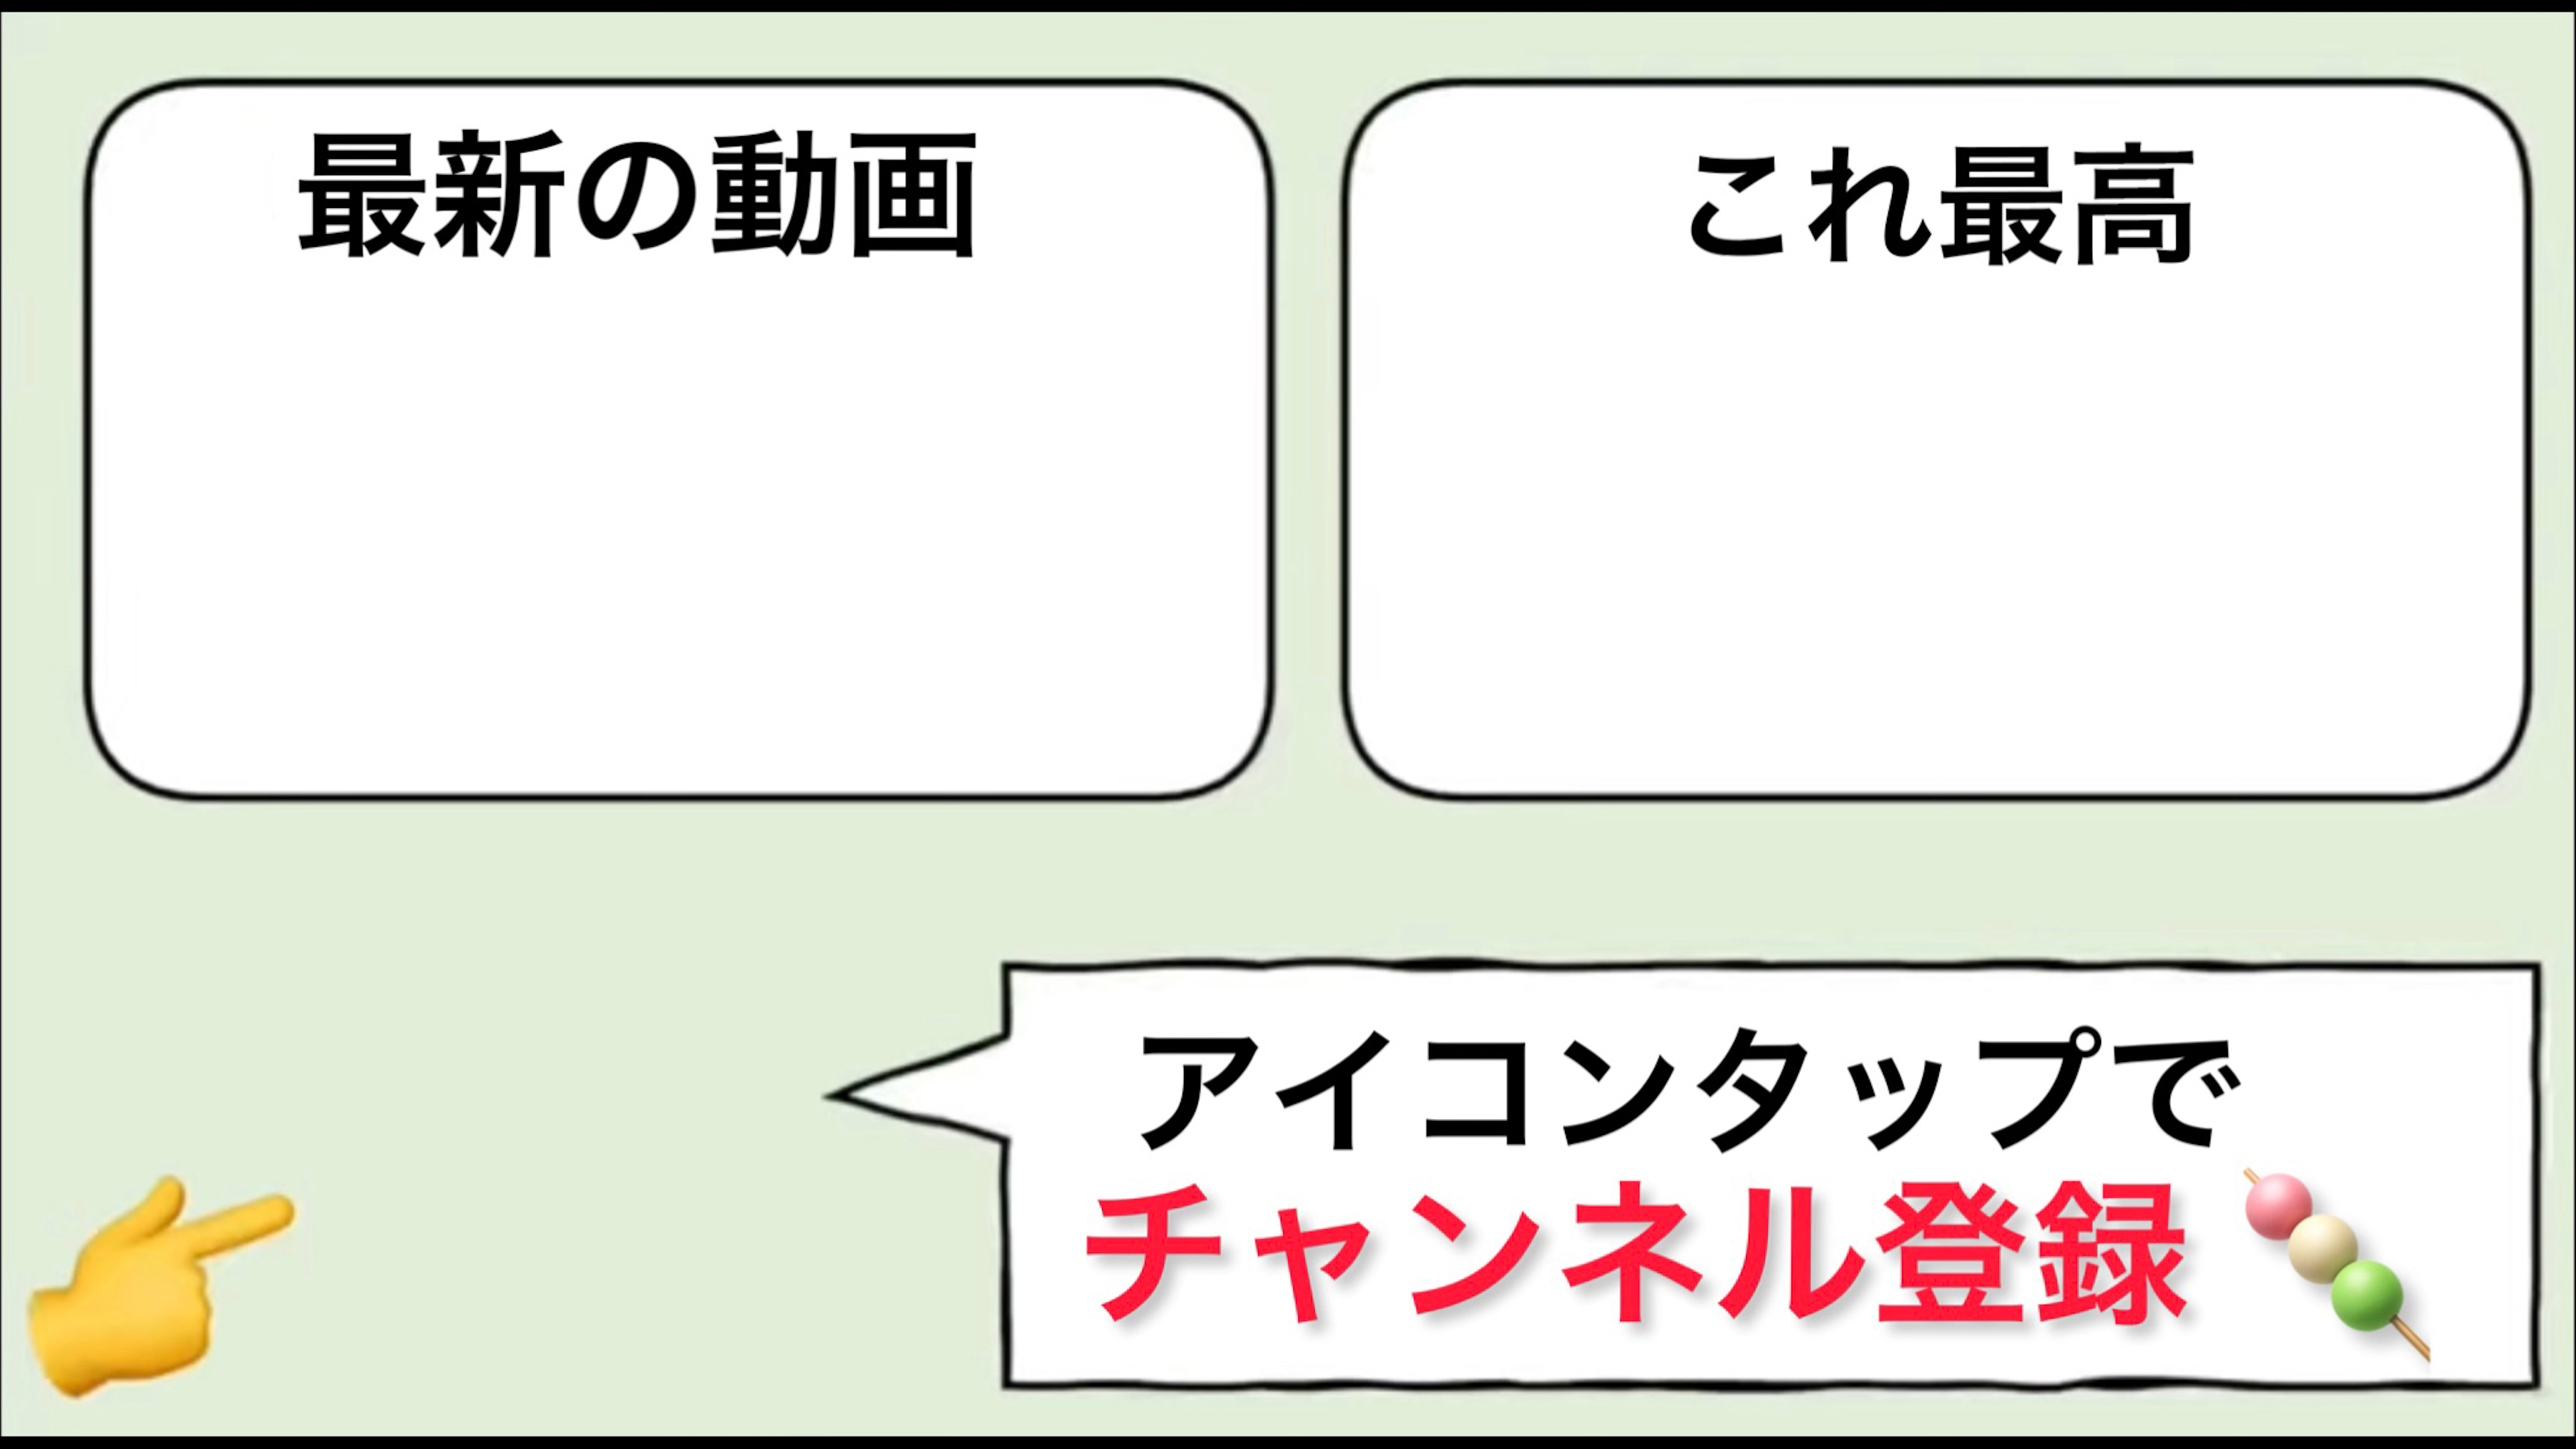 最新の動画
これ最高
アイコンタップで
チャンネル登録🍡